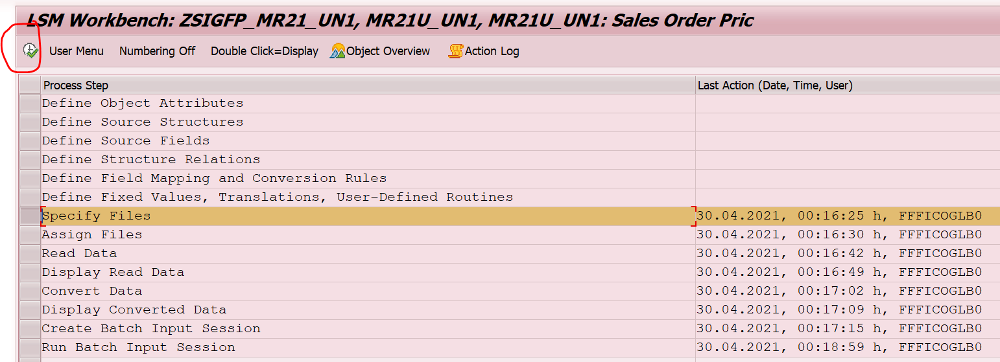 LSM Workbench: ZSIGFP_MR21_UN1, MR21U_UN1, MR21U_UN1: Sales Order Pric
User Menu Numbering Off Double Click=Display Object Overview Action Log
Process Step Last Action (Date, Time, User)
Define Object Attributes
Define Source Structures
Define Source Fields
Define Structure Relations
Define Field Mapping and Conversion Rules
Define Fixed Values, Translations, User-Defined Routines
Specify Files 30.04.2021, 00:16:25 h, FFFICOGLB0
Assign Files 30.04.2021, 00:16:30 h, FFFICOGLB0
Read Data 30.04.2021, 00:16:42 h, FFFICOGLB0
Display Read Data 30.04.2021, 00:16:49 h, FFFICOGLB0
Convert Data 30.04.2021, 00:17:02 h, FFFICOGLB0
Display Converted Data 30.04.2021, 00:17:09 h, FFFICOGLB0
Create Batch Input Session 30.04.2021, 00:17:15 h, FFFICOGLB0
Run Batch Input Session 30.04.2021, 00:18:59 h, FFFICOGLB0